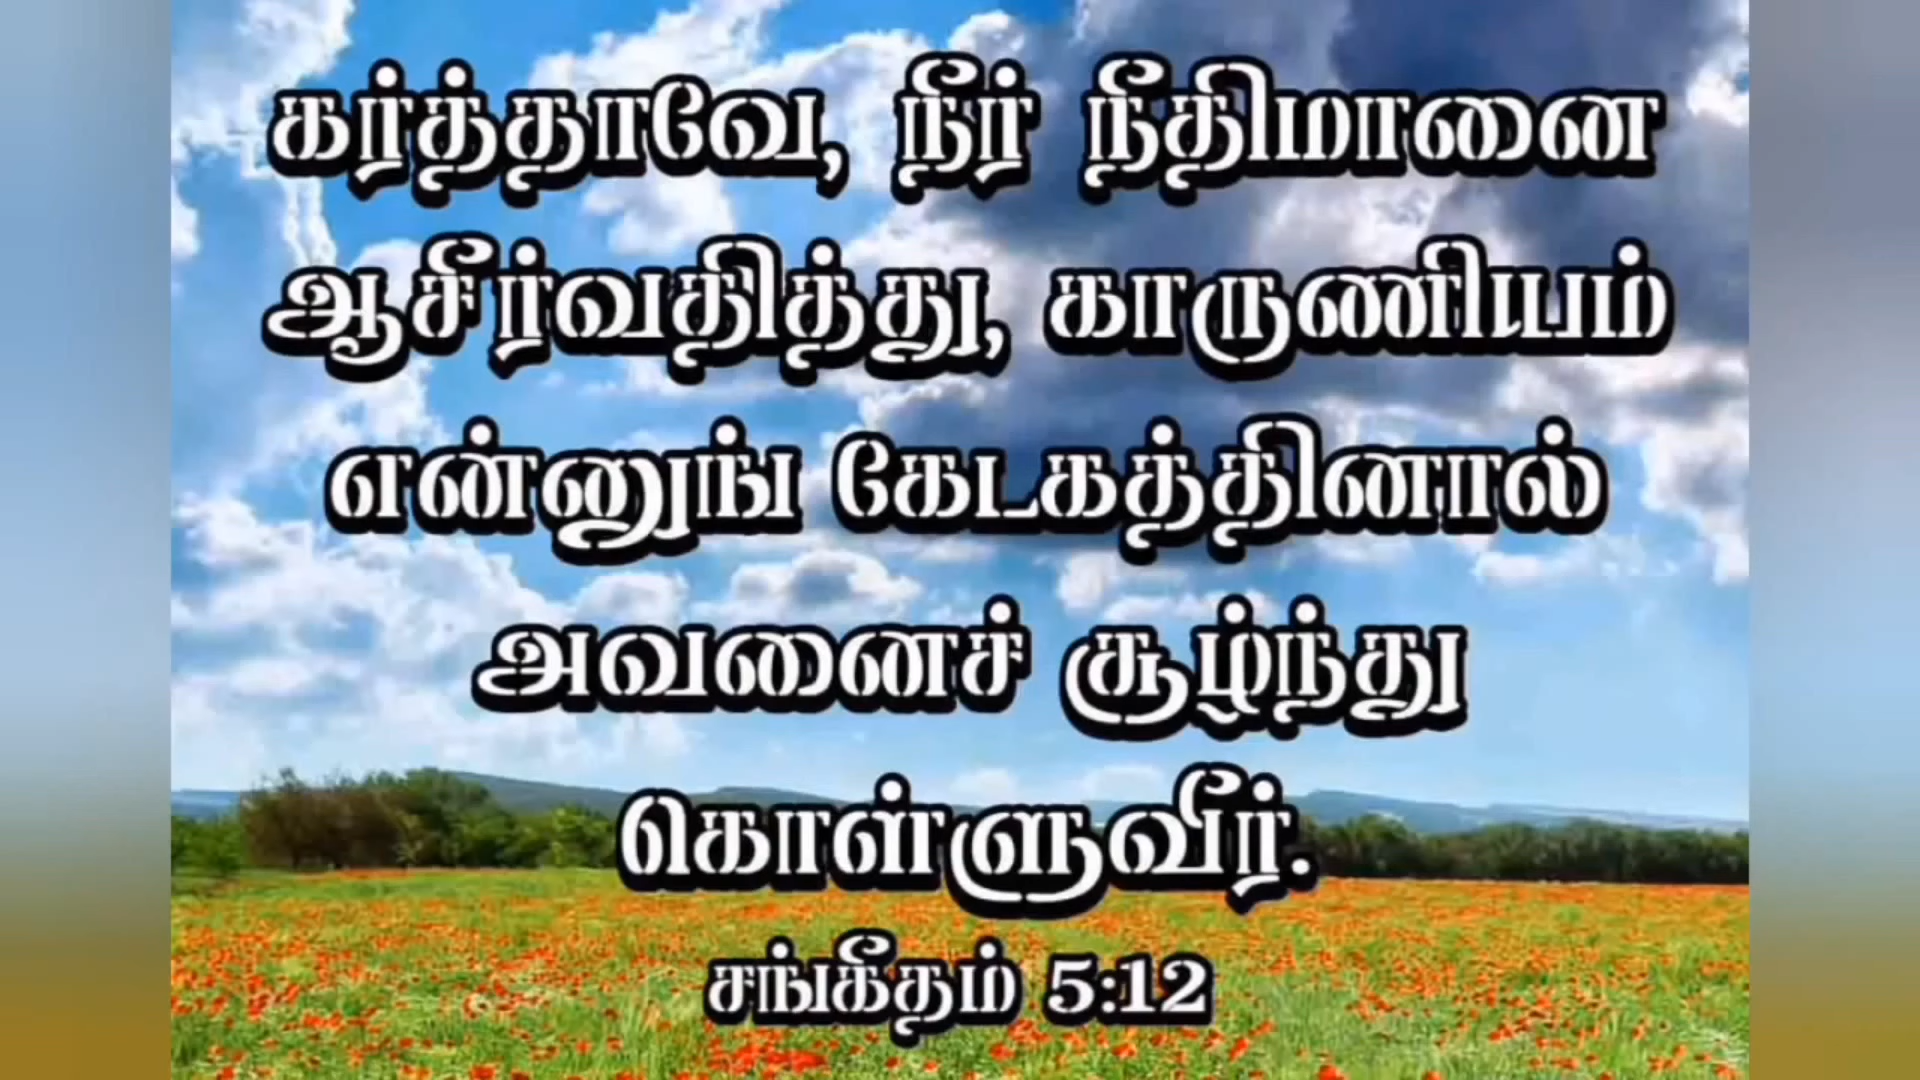 கர்த்தாவே, நீர் நீதிமானை
ஆசீர்வதித்து, காருணியம்
என்னுங் கேடகத்தினால்
அவனைச் சூழ்ந்து
கொள்ளுவீர்.
சங்கீதம் 5:12